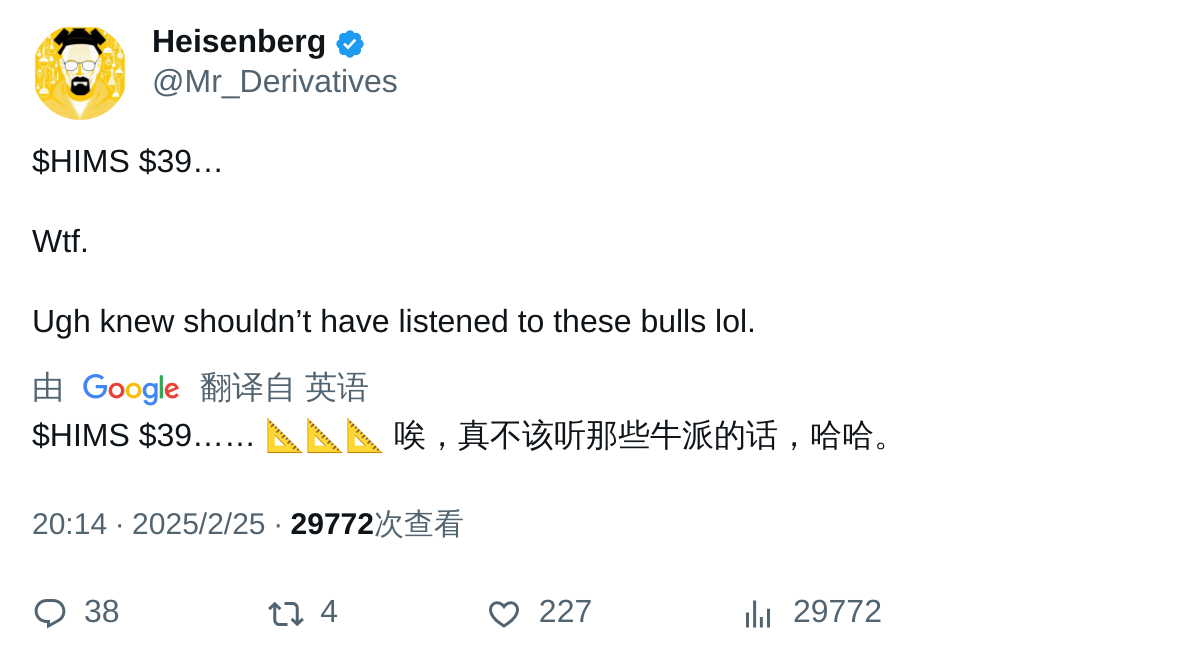 Heisenberg
@Mr_Derivatives
$HIMS $39…
Wtf.
Ugh knew shouldn’t have listened to these bulls lol.
由 Google 翻译自 英语
$HIMS $39…… 📐📐📐 唉，真不该听那些牛派的话，哈哈。
20:14 · 2025/2/25 · 29772次查看
38 4 227 29772